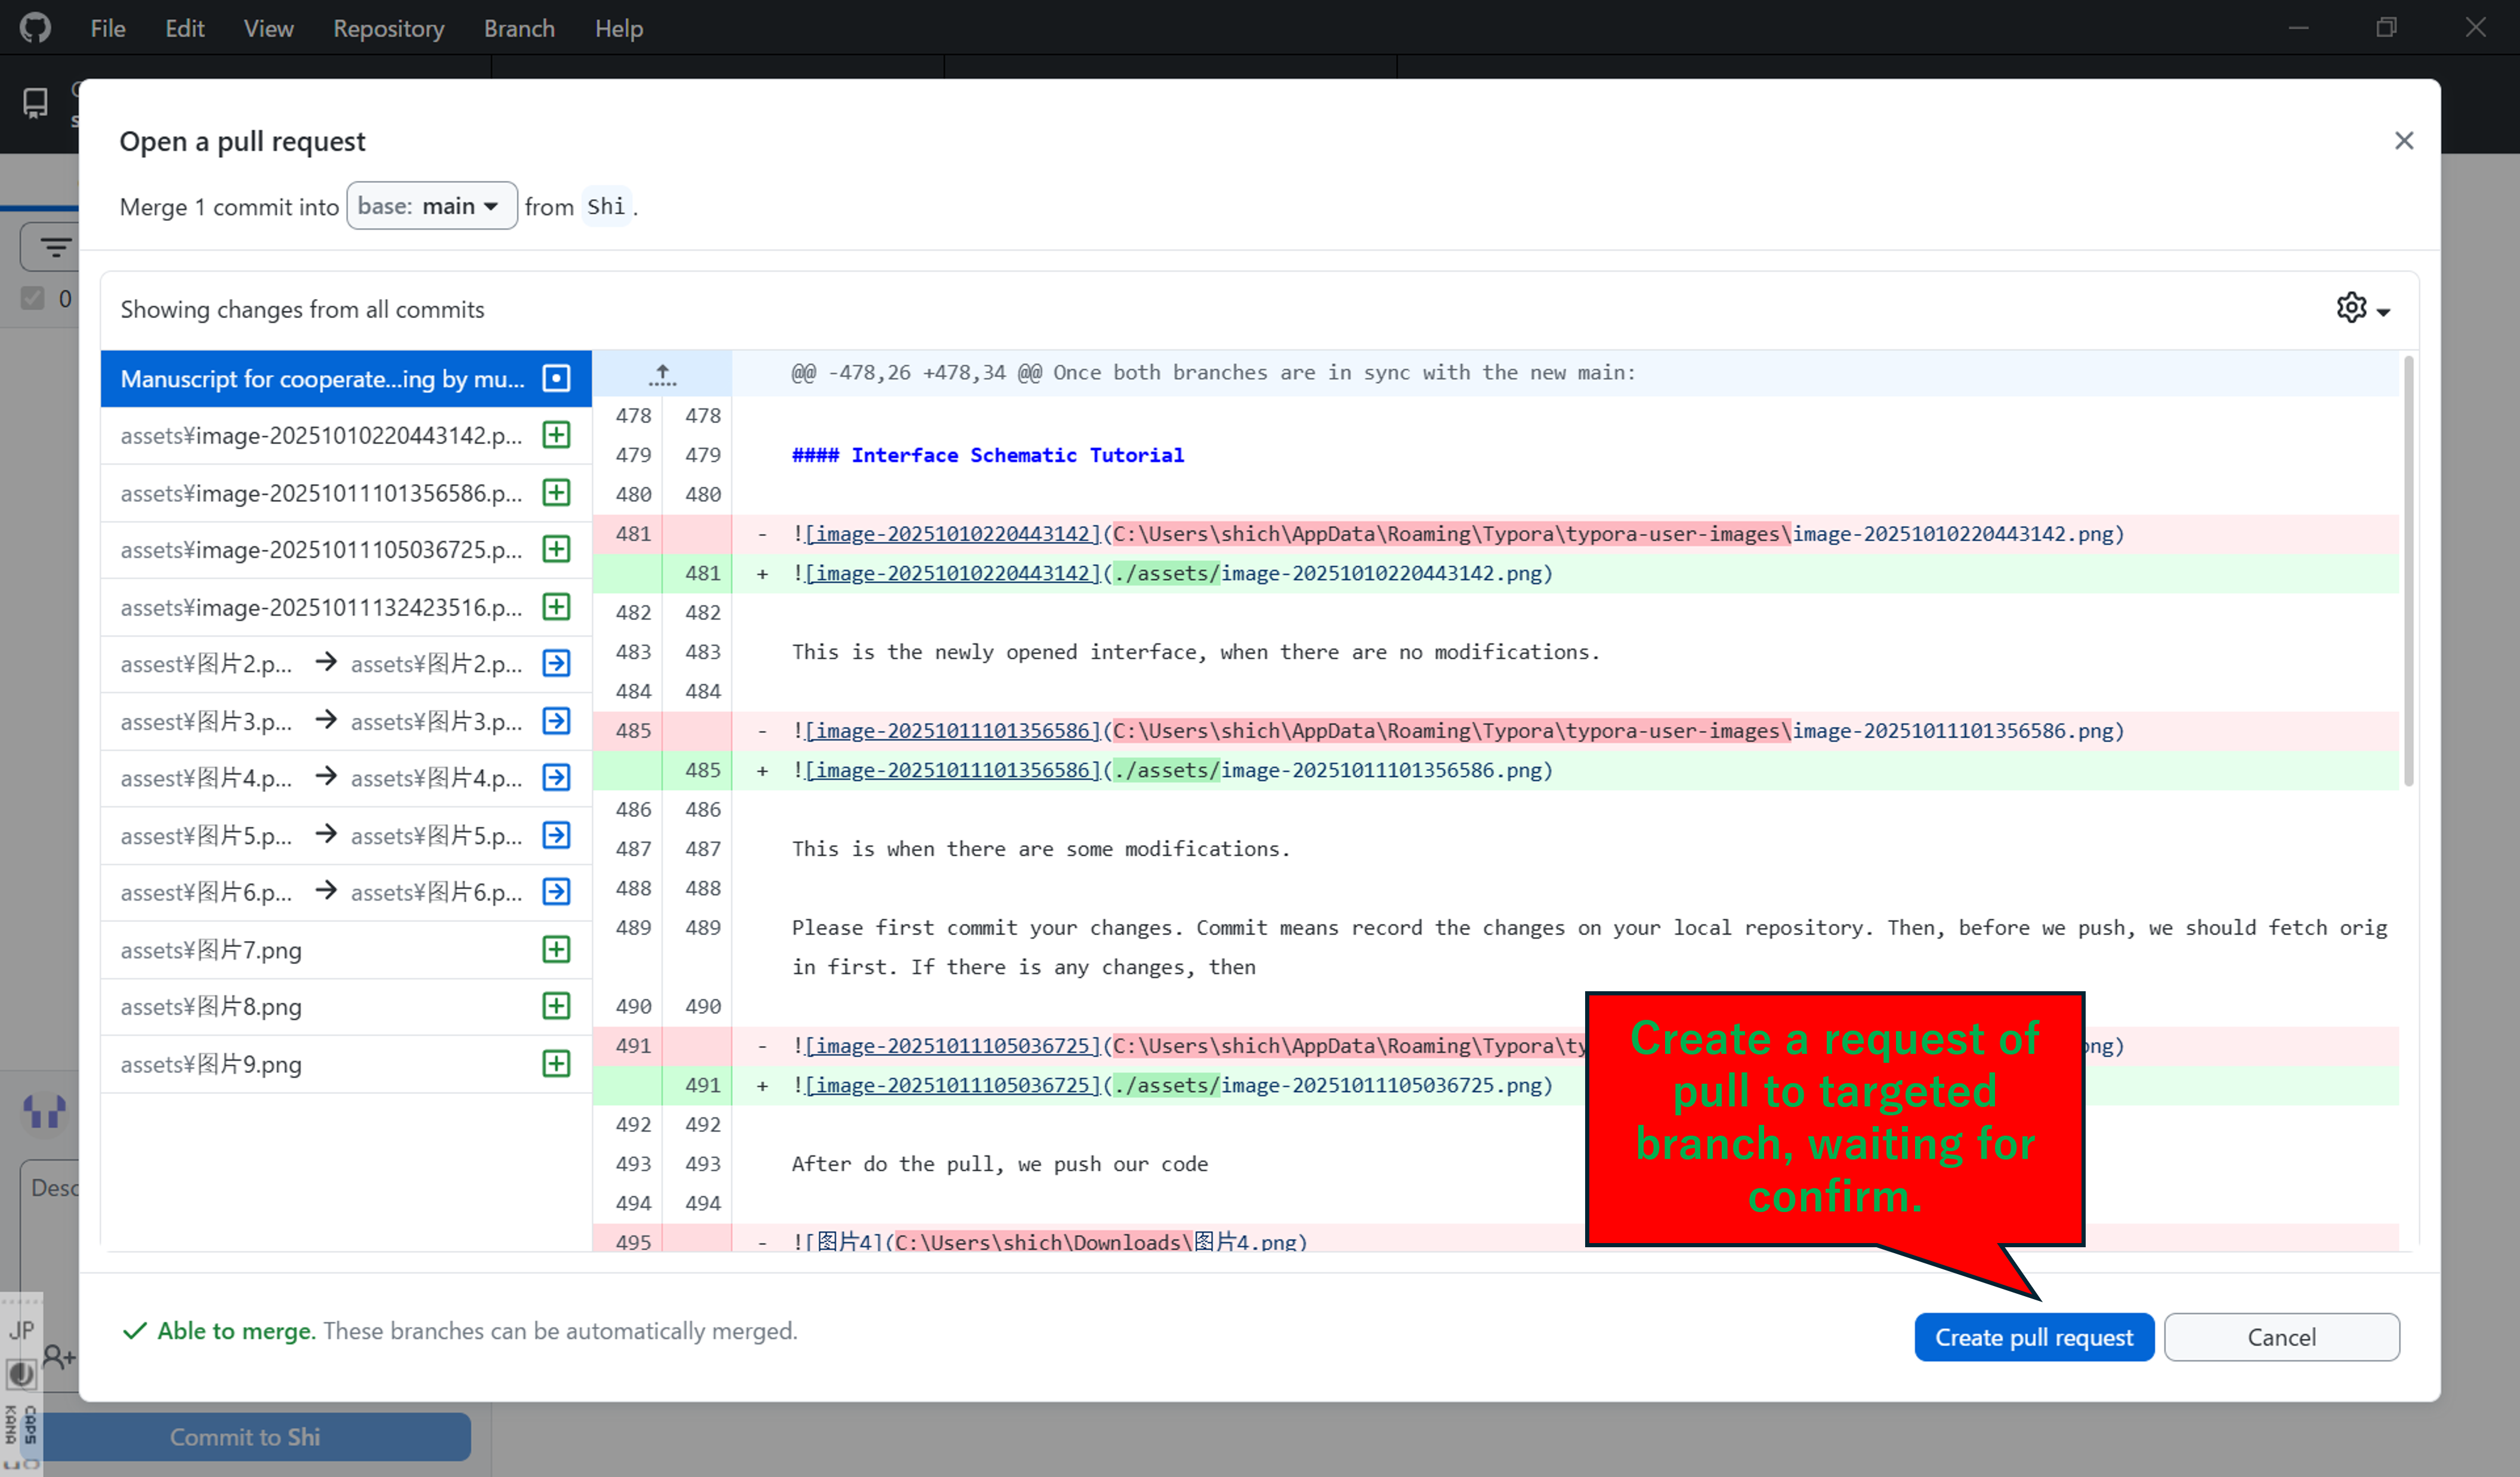 File Edit View Repository Branch Help
Open a pull request
Merge 1 commit into base: main from Shi .
0
Showing changes from all commits
Manuscript for cooperate...ing by mu...
assets¥image-20251010220443142.p...
assets¥image-20251011101356586.p...
assets¥image-20251011105036725.p...
assets¥image-20251011132423516.p...
assest¥图片2.p... → assets¥图片2.p...
assest¥图片3.p... → assets¥图片3.p...
assest¥图片4.p... → assets¥图片4.p...
assest¥图片5.p... → assets¥图片5.p...
assest¥图片6.p... → assets¥图片6.p...
assets¥图片7.png
assets¥图片8.png
assets¥图片9.png
@@ -478,26 +478,34 @@ Once both branches are in sync with the new main:
478 478
479 479 #### Interface Schematic Tutorial
480 480
481 - ![image-20251010220443142](C:\Users\shich\AppData\Roaming\Typora\typora-user-images\image-20251010220443142.png)
481 + ![image-20251010220443142](./assets/image-20251010220443142.png)
482 482
483 483 This is the newly opened interface, when there are no modifications.
484 484
485 - ![image-20251011101356586](C:\Users\shich\AppData\Roaming\Typora\typora-user-images\image-20251011101356586.png)
485 + ![image-20251011101356586](./assets/image-20251011101356586.png)
486 486
487 487 This is when there are some modifications.
488 488
489 489 Please first commit your changes. Commit means record the changes on your local repository. Then, before we push, we should fetch orig
in first. If there is any changes, then
490 490
491 - ![image-20251011105036725](C:\Users\shich\AppData\Roaming\Typora\ty png)
491 + ![image-20251011105036725](./assets/image-20251011105036725.png)
492 492
493 493 After do the pull, we push our code
494 494
495 - ![图片4](C:\Users\shich\Downloads\图片4.png)
Create a request of
pull to targeted
branch, waiting for
confirm.
Desc
Able to merge. These branches can be automatically merged.
Create pull request
Cancel
JP
CAPS
KANA
Commit to Shi